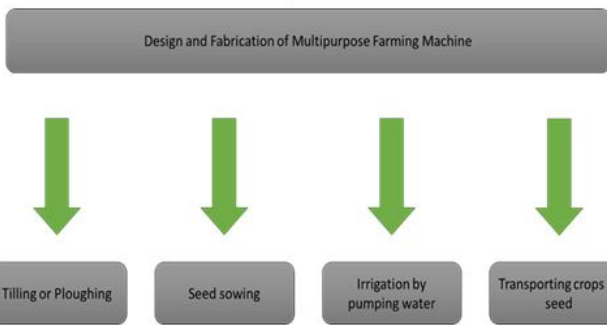 Design and Fabrication of Multipurpose Farming Machine
Tilling or Ploughing
Seed sowing
Irrigation by
pumping water
Transporting crops
seed